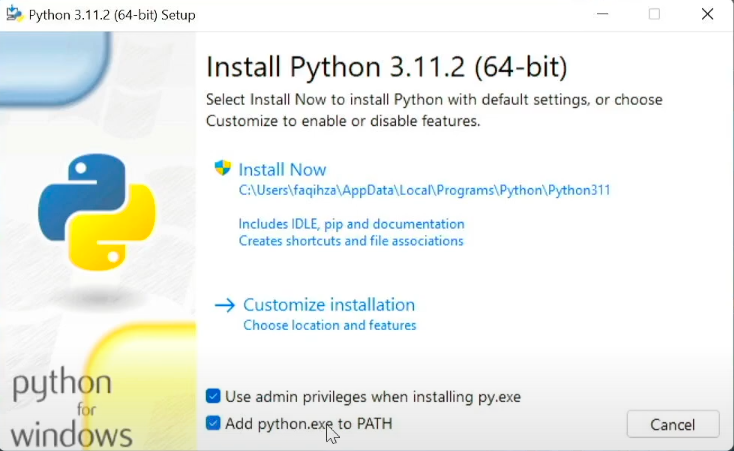 Python 3.11.2 (64-bit) Setup
Install Python 3.11.2 (64-bit)
Select Install Now to install Python with default settings, or choose
Customize to enable or disable features.
Install Now
C:\Users\faqihza\AppData\Local\Programs\Python\Python311
Includes IDLE, pip and documentation
Creates shortcuts and file associations
Customize installation
Choose location and features
python
for
windows
Use admin privileges when installing py.exe
Add python.exe to PATH
Cancel